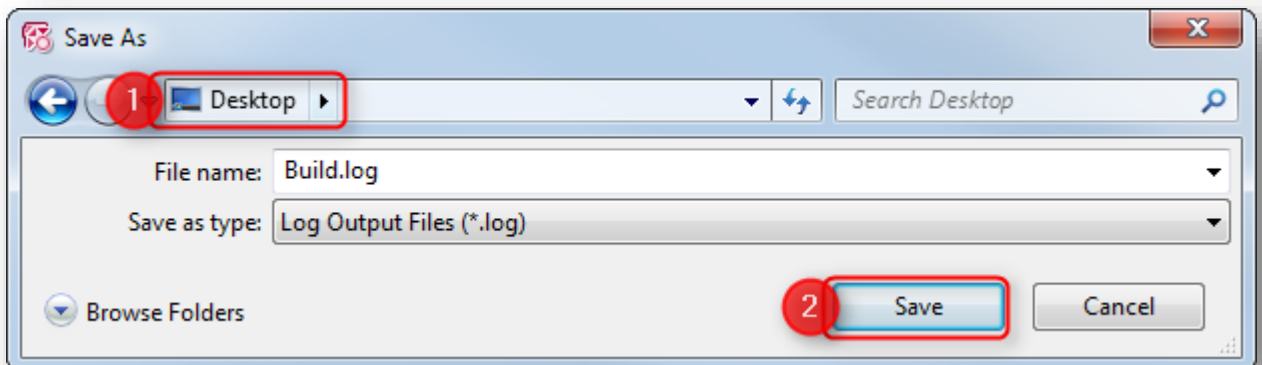 Save As
1 Desktop Search Desktop
File name: Build.log
Save as type: Log Output Files (*.log)
Browse Folders 2 Save Cancel